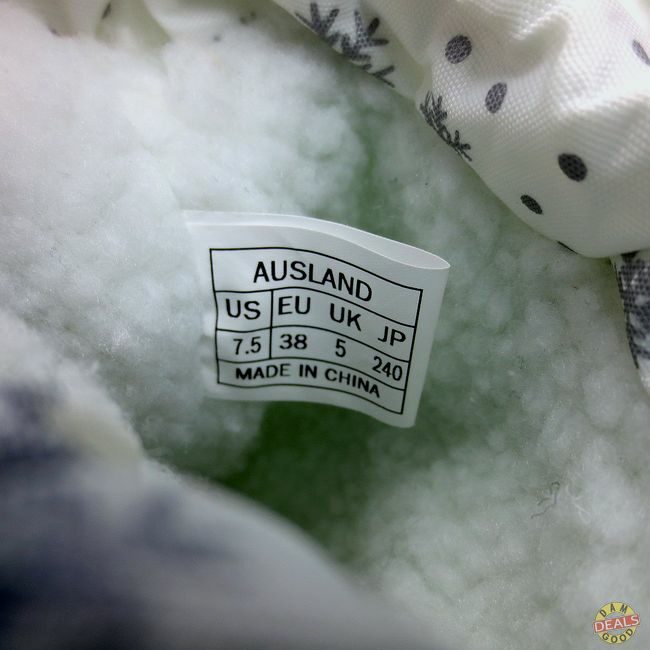 AUSLAND
US EU UK JP
7.5 38 5 240
MADE IN CHINA
DAM
DEALS
GOOD